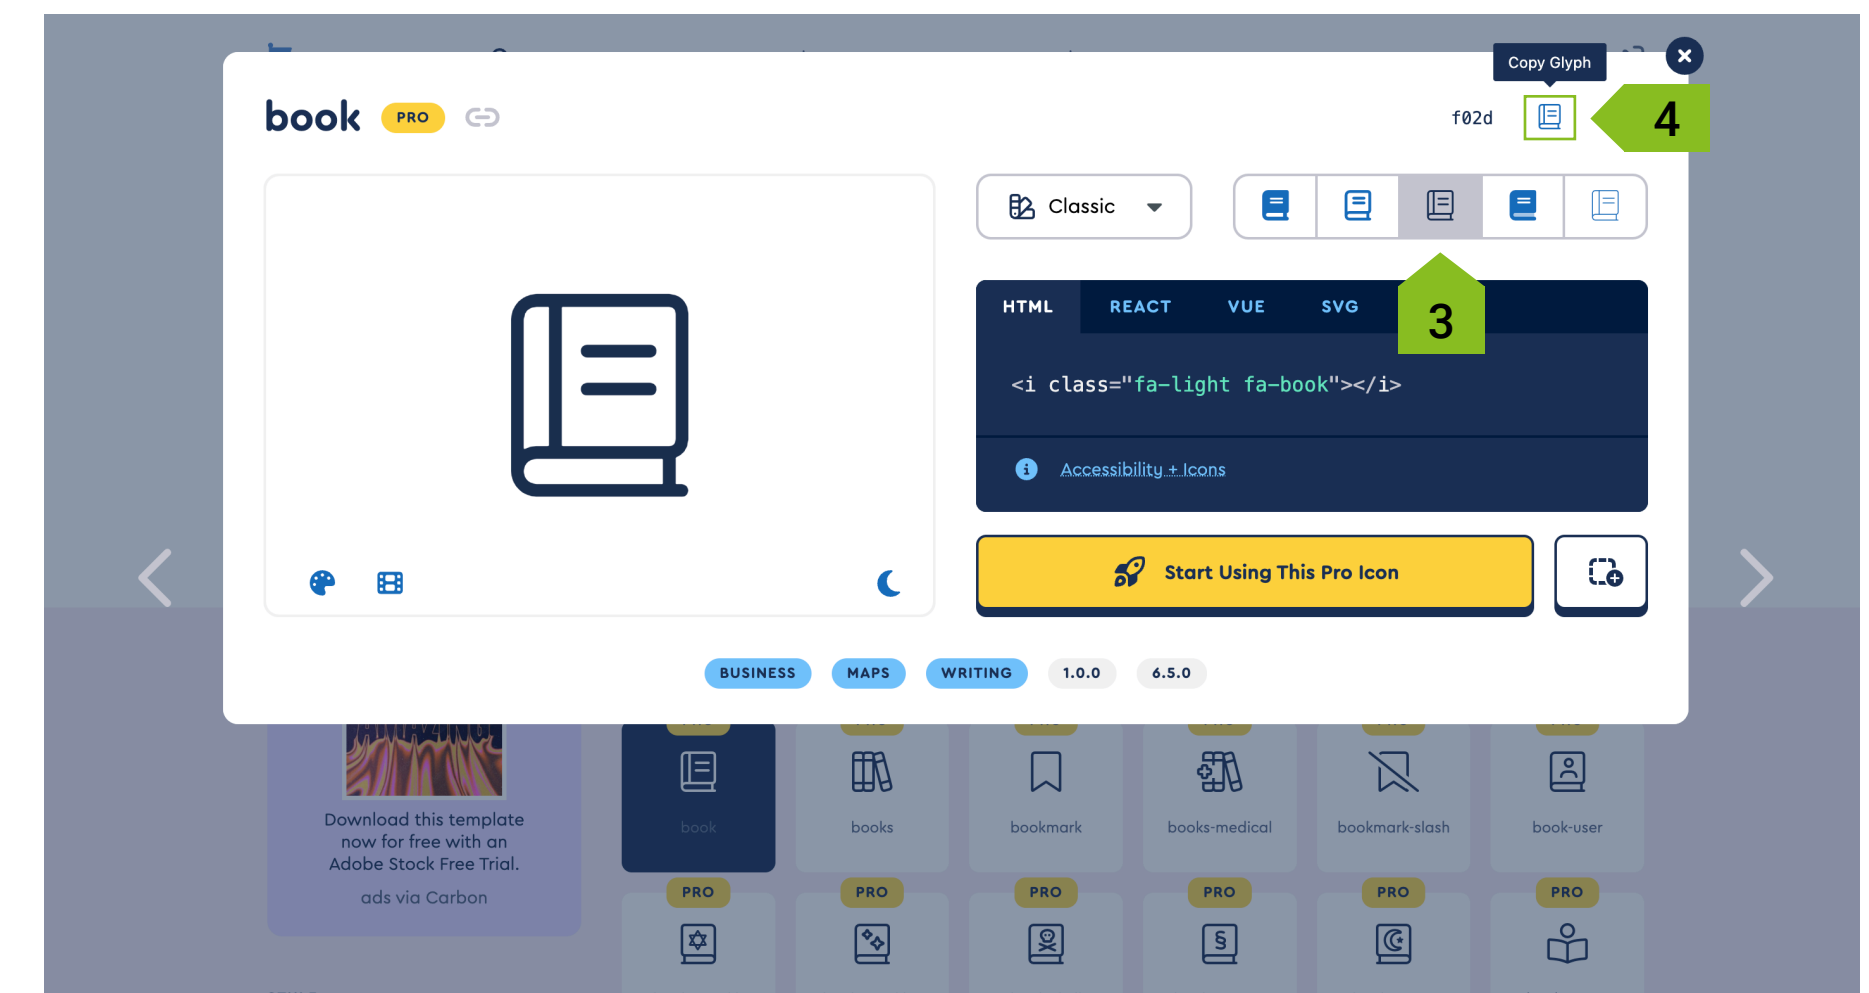 Copy Glyph
book PRO
f02d
4
Classic
HTML REACT VUE SVG
3
<i class="fa-light fa-book"></i>
Accessibility + Icons
Start Using This Pro Icon
BUSINESS MAPS WRITING 1.0.0 6.5.0
AMAZING
Download this template
now for free with an
Adobe Stock Free Trial.
ads via Carbon
book books bookmark books-medical bookmark-slash book-user
PRO PRO PRO PRO PRO PRO
§